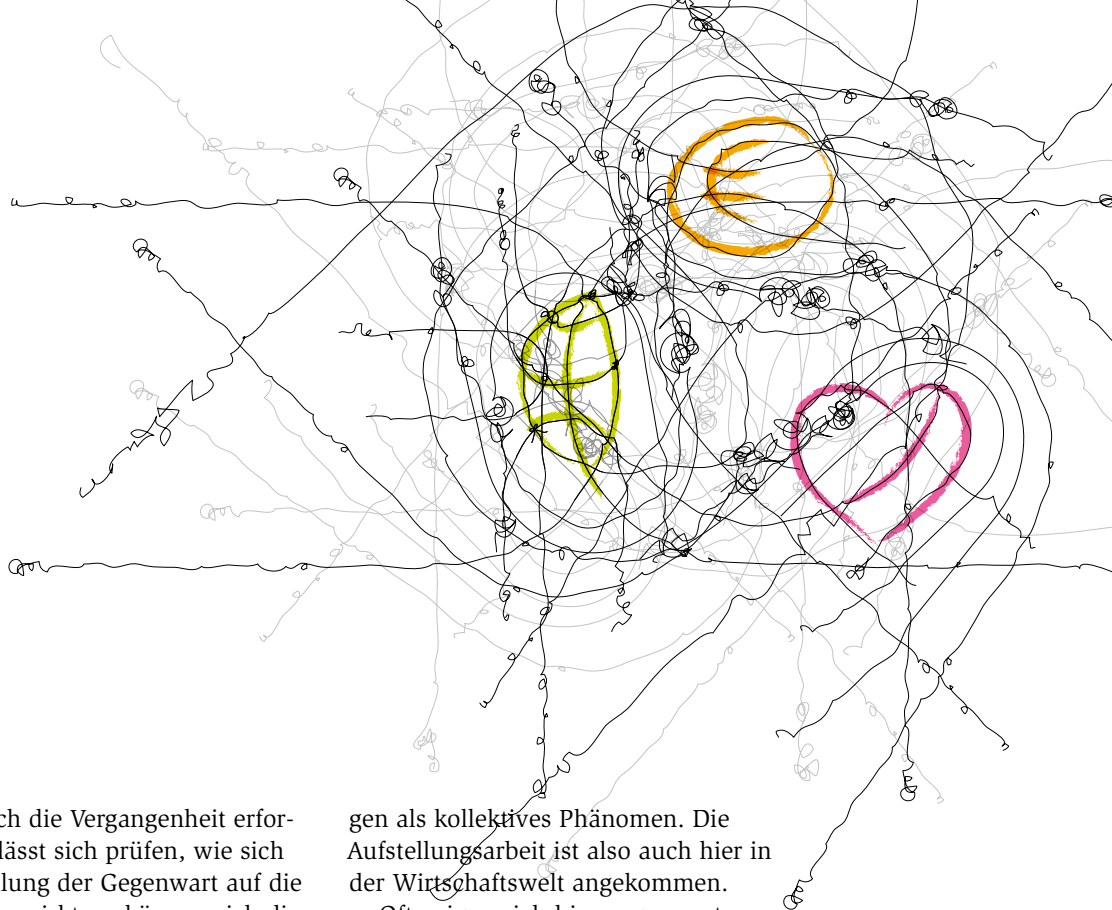 ch die Vergangenheit erfor-
lässt sich prüfen, wie sich
lung der Gegenwart auf die
gen als kollektives Phänomen. Die
Aufstellungsarbeit ist also auch hier in
der Wirtschaftswelt angekommen.